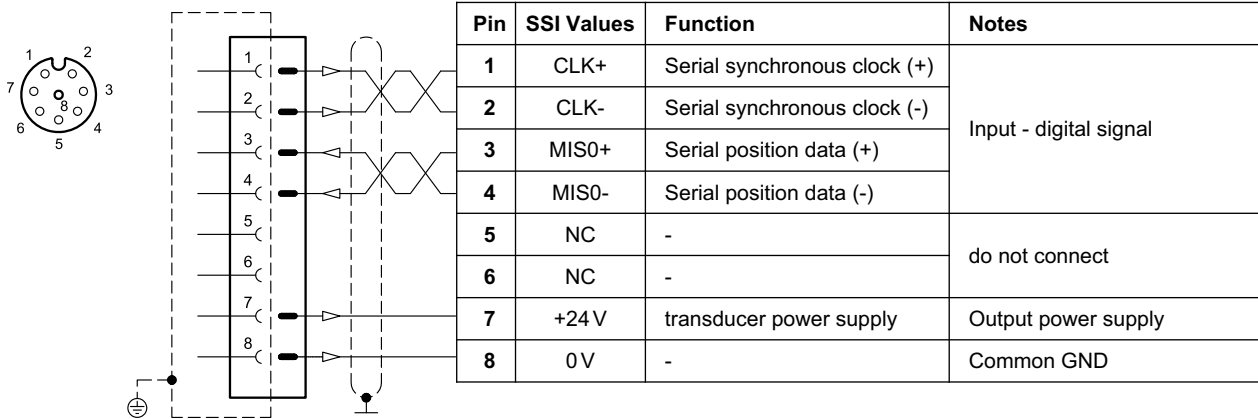 1 2
7 8 3
6 4
5
1
2
3
4
5
6
7
8
Pin SSI Values Function Notes
1 CLK+ Serial synchronous clock (+)
2 CLK- Serial synchronous clock (-)
Input - digital signal
3 MIS0+ Serial position data (+)
4 MIS0- Serial position data (-)
5 NC -
do not connect
6 NC -
7 +24 V transducer power supply Output power supply
8 0 V - Common GND